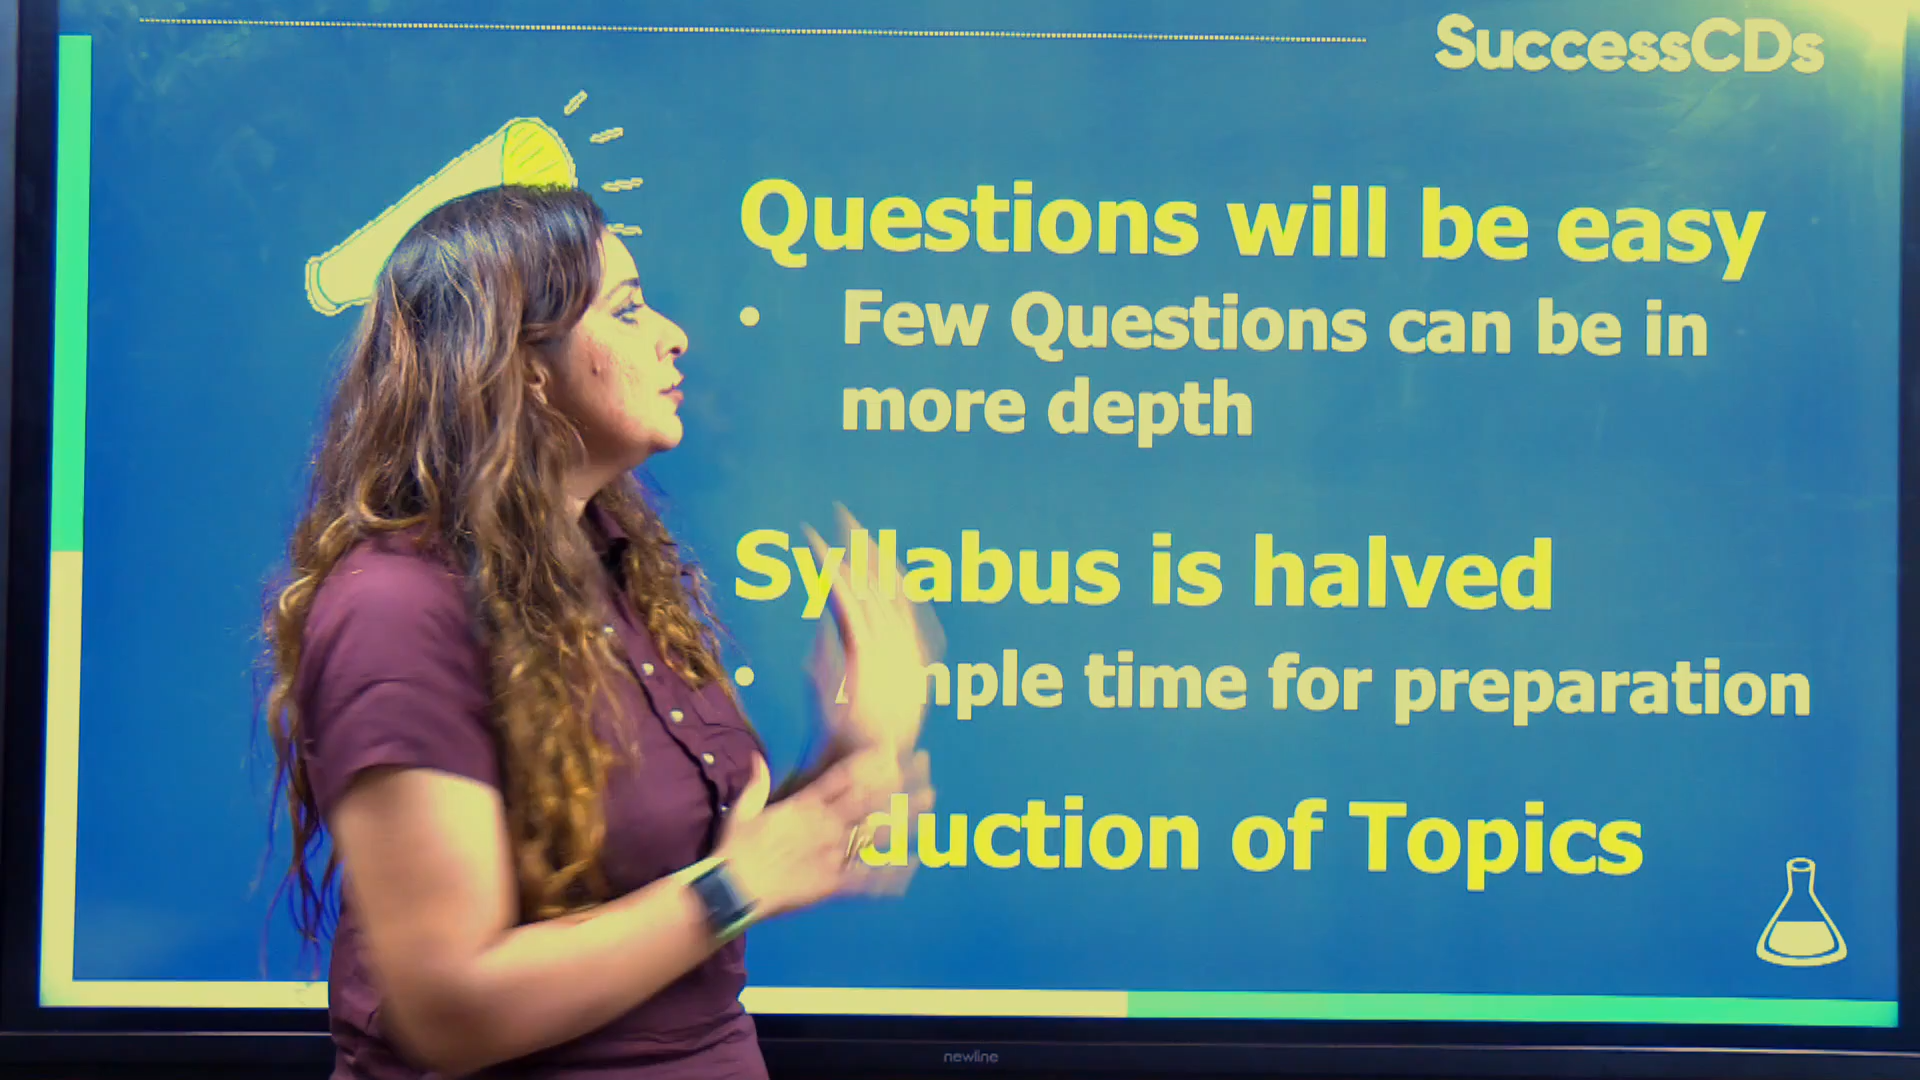 SuccessCDs
Questions will be easy
• Few Questions can be in
more depth
Syllabus is halved
• time for preparation
of Topics
newline